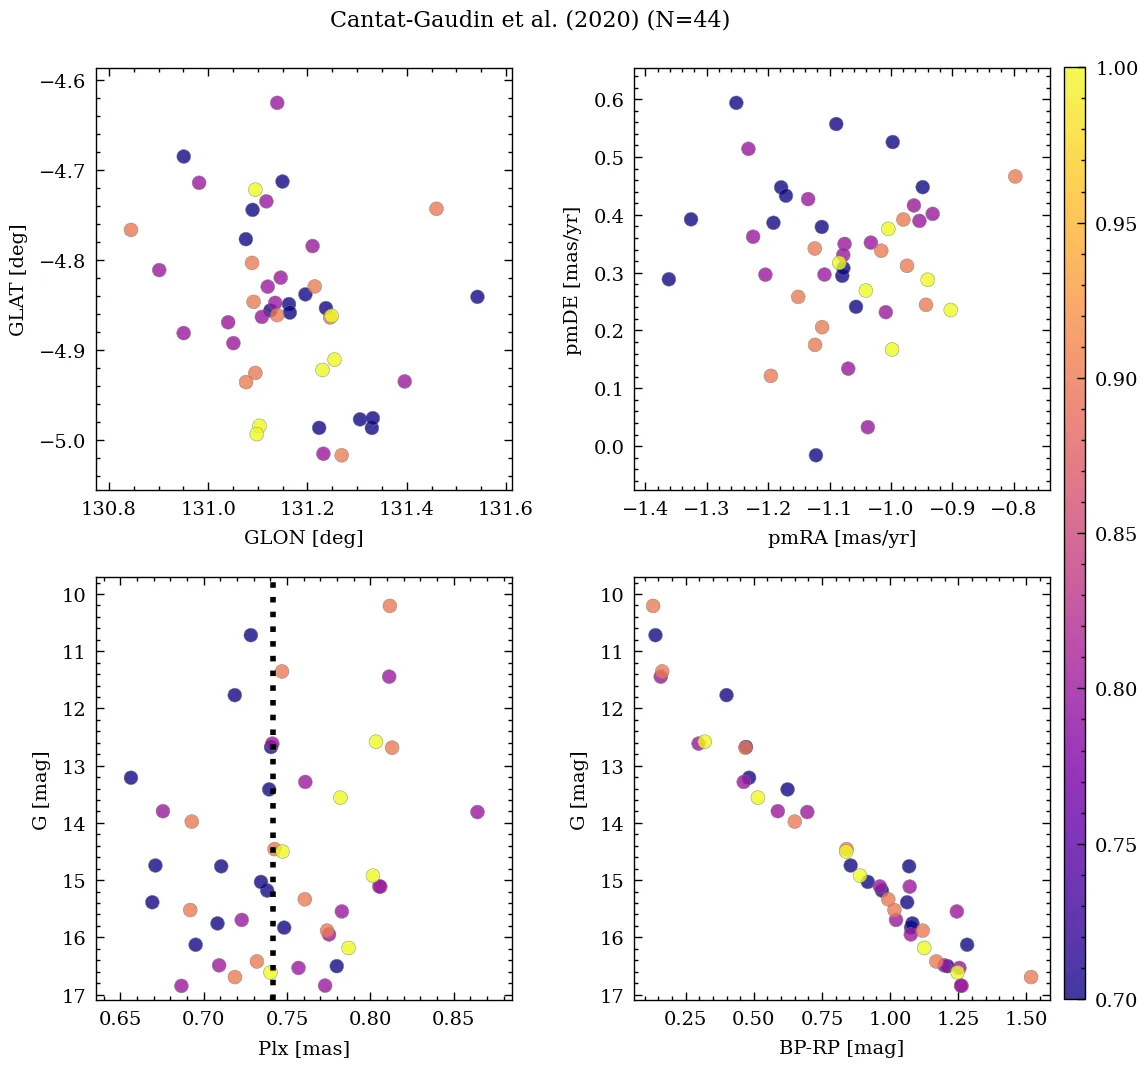 Cantat-Gaudin et al. (2020) (N=44)
−4.6
−4.7
−4.8
−4.9
−5.0
GLAT [deg]
130.8 131.0 131.2 131.4 131.6
GLON [deg]
0.6
0.5
0.4
0.3
0.2
0.1
0.0
pmDE [mas/yr]
−1.4 −1.3 −1.2 −1.1 −1.0 −0.9 −0.8
pmRA [mas/yr]
10
11
12
13
14
15
16
17
G [mag]
0.65 0.70 0.75 0.80 0.85
Plx [mas]
10
11
12
13
14
15
16
17
G [mag]
0.25 0.50 0.75 1.00 1.25 1.50
BP-RP [mag]
1.00
0.95
0.90
0.85
0.80
0.75
0.70